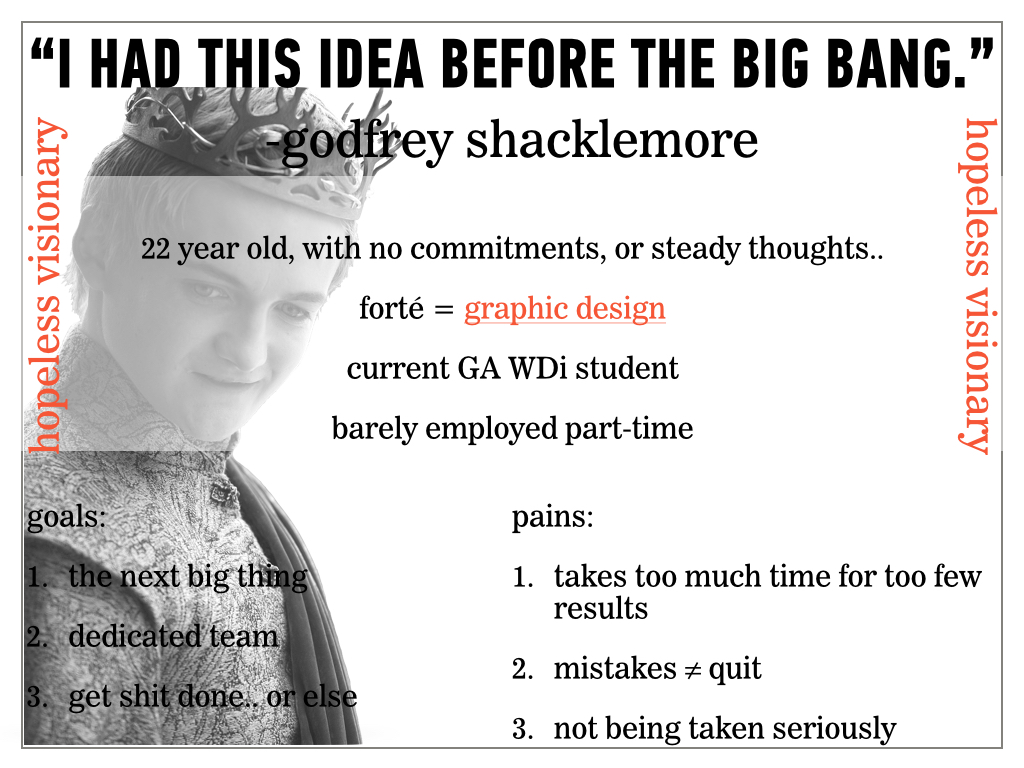 “I HAD THIS IDEA BEFORE THE BIG BANG.”
-godfrey shacklemore
hopeless visionary
hopeless visionary
22 year old, with no commitments, or steady thoughts..
forté = graphic design
current GA WDi student
barely employed part-time
goals:
1. the next big thing
2. dedicated team
3. get shit done.. or else
pains:
1. takes too much time for too few
results
2. mistakes ≠ quit
3. not being taken seriously